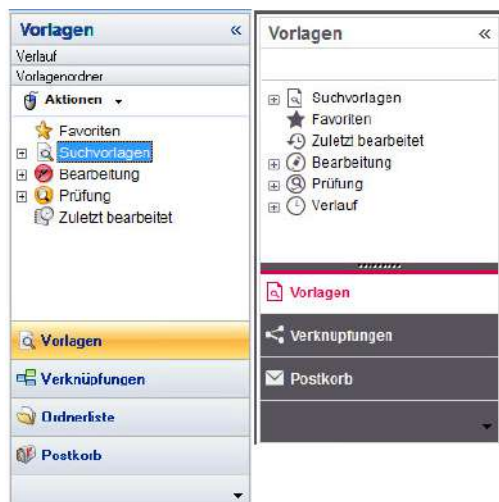 Vorlagen «
Verlauf
Vorlagenordner
Aktionen
Favoriten
Suchvorlagen
Bearbeitung
Prüfung
Zuletzt bearbeitet
Vorlagen
Verknüpfungen
Ordnerliste
Postkorb
Vorlagen «
Suchvorlagen
Favoriten
Zuletzt bearbeitet
Bearbeitung
Prüfung
Verlauf
Vorlagen
Verknüpfungen
Postkorb